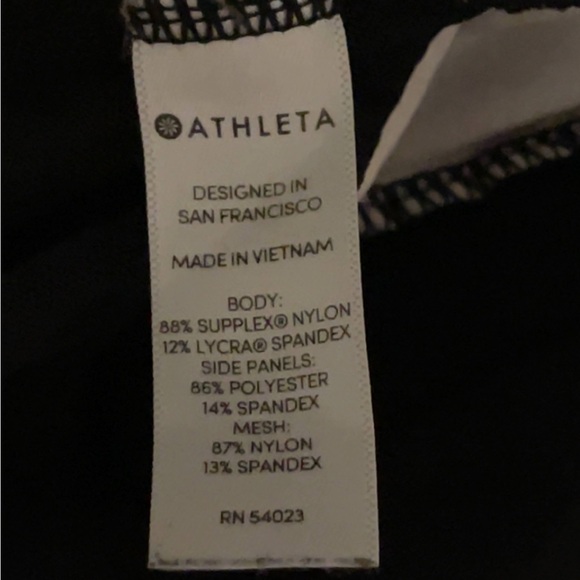 ATHLETA
DESIGNED IN
SAN FRANCISCO
MADE IN VIETNAM
BODY:
88% SUPPLEX® NYLON
12% LYCRA® SPANDEX
SIDE PANELS:
86% POLYESTER
14% SPANDEX
MESH:
87% NYLON
13% SPANDEX
RN 54023